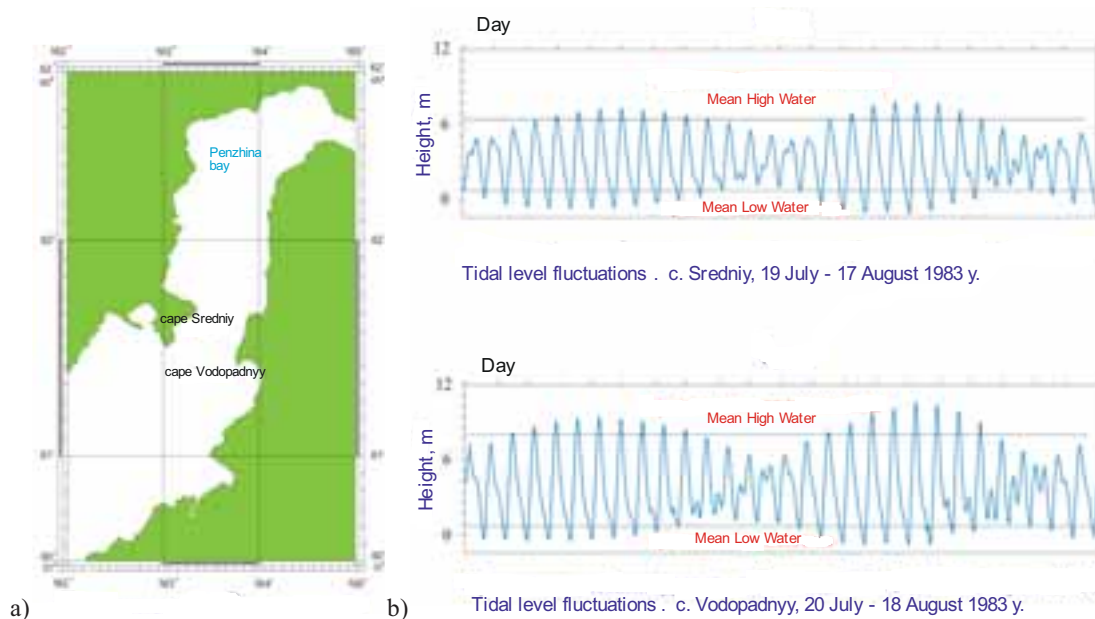 Penzhina
bay
cape Sredniy
cape Vodopadnyy
a)
Day
12
6
0
Height, m
Mean High Water
Mean Low Water
Tidal level fluctuations . c. Sredniy, 19 July - 17 August 1983 y.
Day
12
6
0
Height, m
Mean High Water
Mean Low Water
b)
Tidal level fluctuations . c. Vodopadnyy, 20 July - 18 August 1983 y.